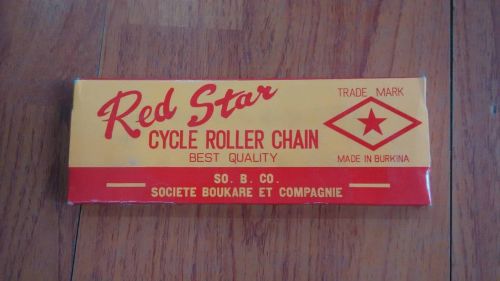 Red Star
CYCLE ROLLER CHAIN
BEST QUALITY
TRADE MARK
MADE IN BURKINA
SO. B. CO.
SOCIETE BOUKARE ET COMPAGNIE